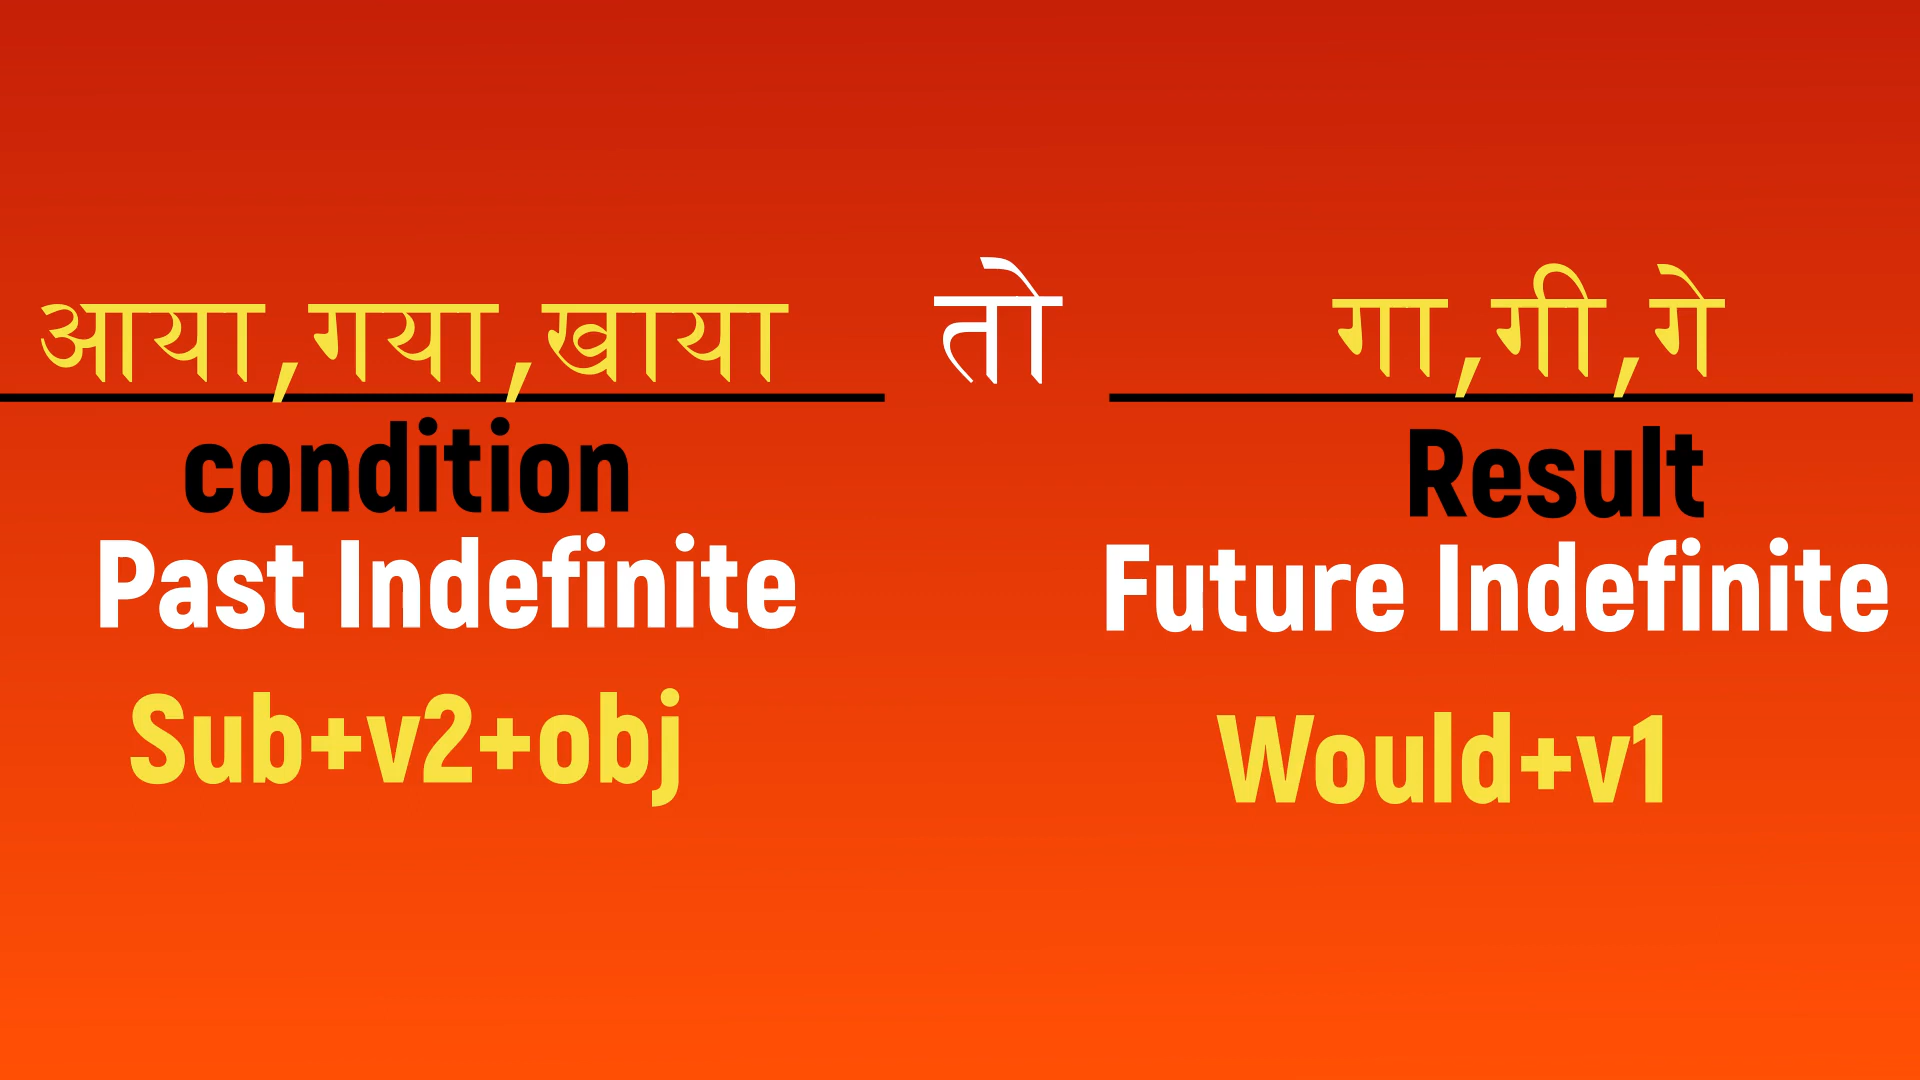 आया,गया,खाया तो गा,गी,गे
condition Result
Past Indefinite Future Indefinite
Sub+v2+obj Would+v1